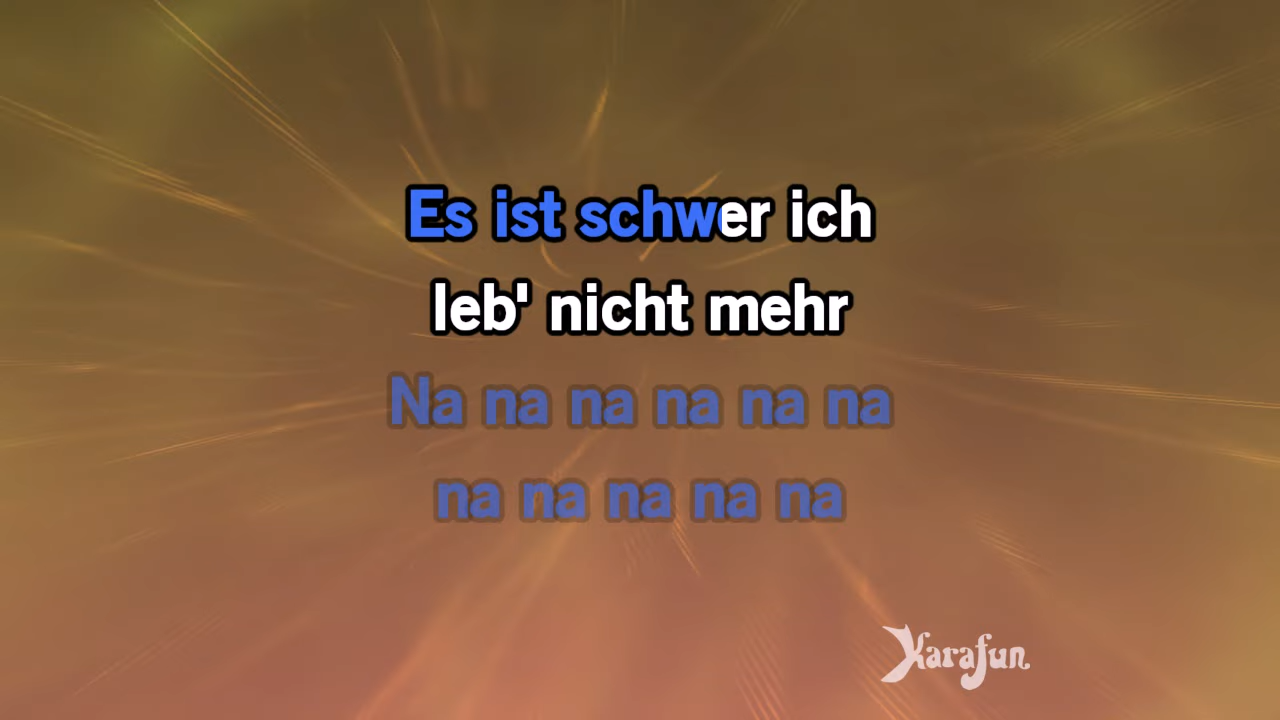 Es ist schwer ich
leb' nicht mehr
Na na na na na na
na na na na na
Karafun